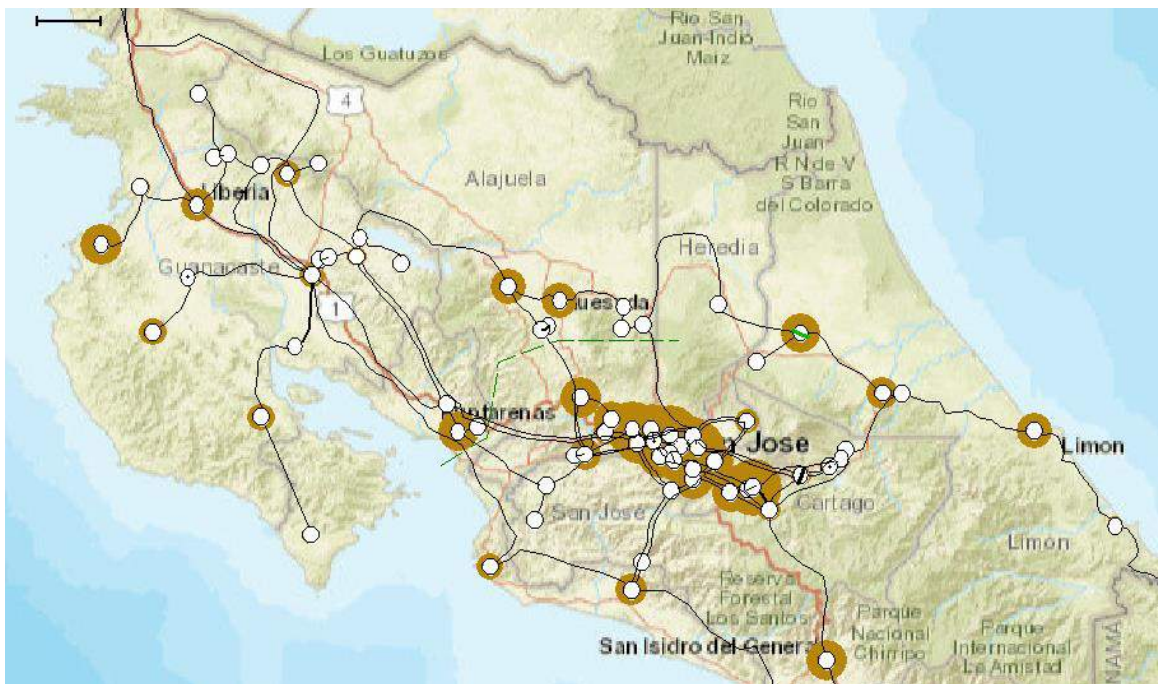 Rio San
Juan-Indio
Maiz
Los Guatuzos
4
Rio
San
Juan
R N de V
S Barra
del Colorado
Alajuela
Liberia
Heredia
Guanacaste
1
San Jose
Limon
San José
Cartago
Limon
Reserva
Forestal
Los Santos
Parque
Nacional
Chirripo
Parque
Internacional
La Amistad
San Isidro del General